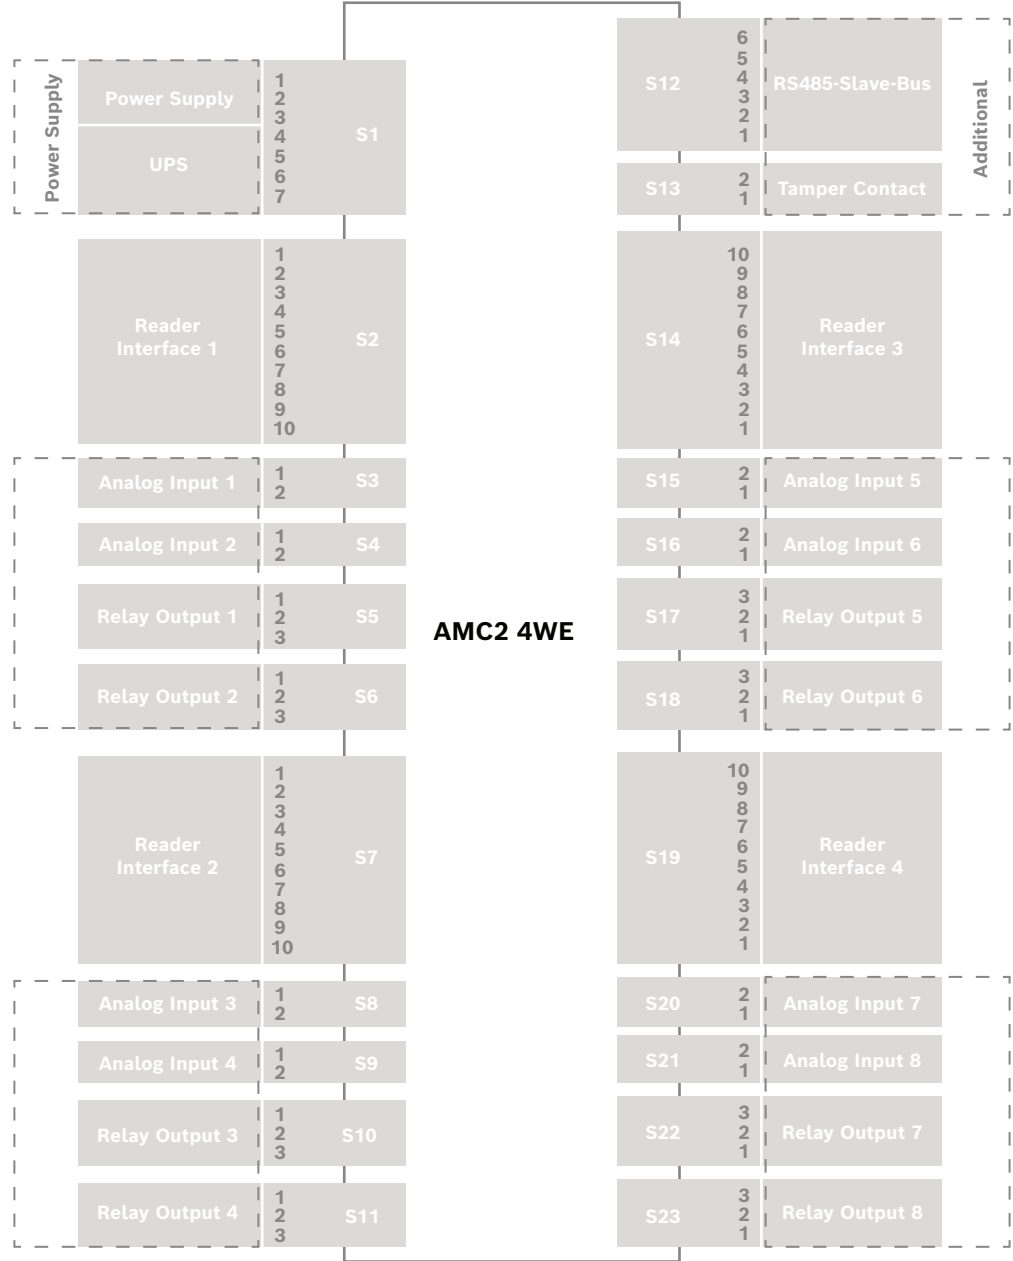 Power Supply
Power Supply
UPS
1
2
3
4
5
6
7
S1
Reader
Interface 1
1
2
3
4
5
6
7
8
9
10
S2
Analog Input 1
1
2
S3
Analog Input 2
1
2
S4
Relay Output 1
1
2
3
S5
Relay Output 2
1
2
3
S6
Reader
Interface 2
1
2
3
4
5
6
7
8
9
10
S7
Analog Input 3
1
2
S8
Analog Input 4
1
2
S9
Relay Output 3
1
2
3
S10
Relay Output 4
1
2
3
S11
AMC2 4WE
S12
6
5
4
3
2
1
RS485-Slave-Bus
S13
2
1
Tamper Contact
Additional
S14
10
9
8
7
6
5
4
3
2
1
Reader
Interface 3
S15
2
1
Analog Input 5
S16
2
1
Analog Input 6
S17
3
2
1
Relay Output 5
S18
3
2
1
Relay Output 6
S19
10
9
8
7
6
5
4
3
2
1
Reader
Interface 4
S20
2
1
Analog Input 7
S21
2
1
Analog Input 8
S22
3
2
1
Relay Output 7
S23
3
2
1
Relay Output 8